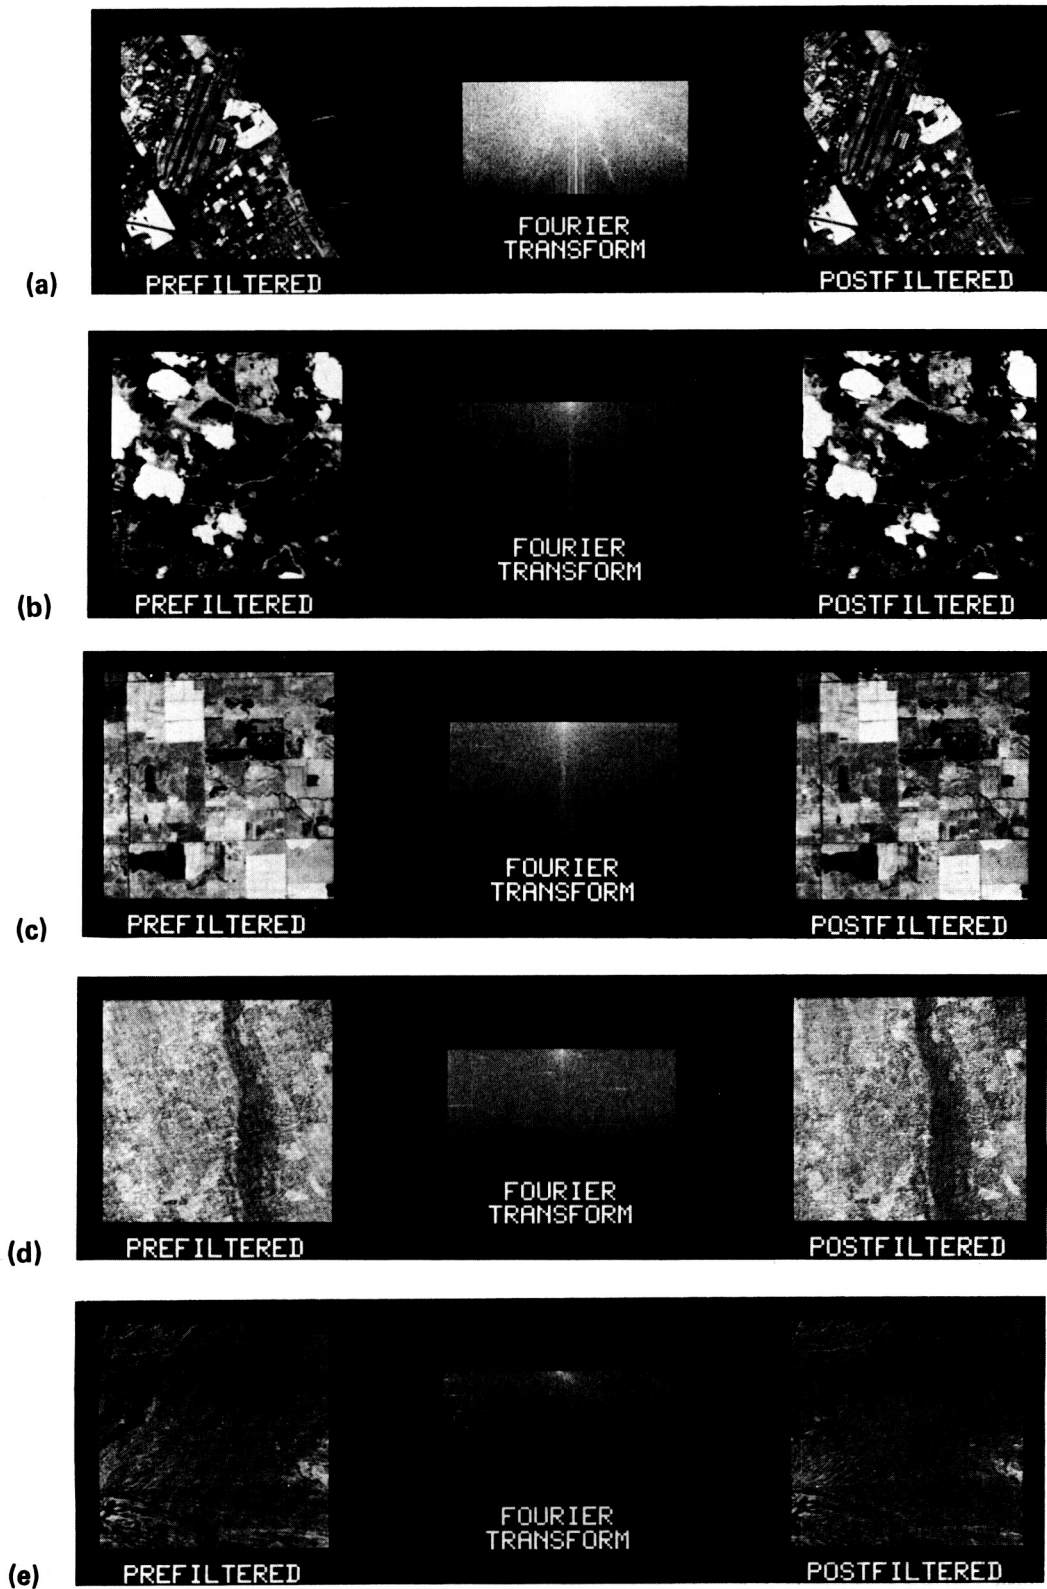 FOURIER
TRANSFORM
(a)
PREFILTERED
POSTFILTERED
FOURIER
TRANSFORM
(b)
PREFILTERED
POSTFILTERED
FOURIER
TRANSFORM
(c)
PREFILTERED
POSTFILTERED
FOURIER
TRANSFORM
(d)
PREFILTERED
POSTFILTERED
FOURIER
TRANSFORM
(e)
PREFILTERED
POSTFILTERED